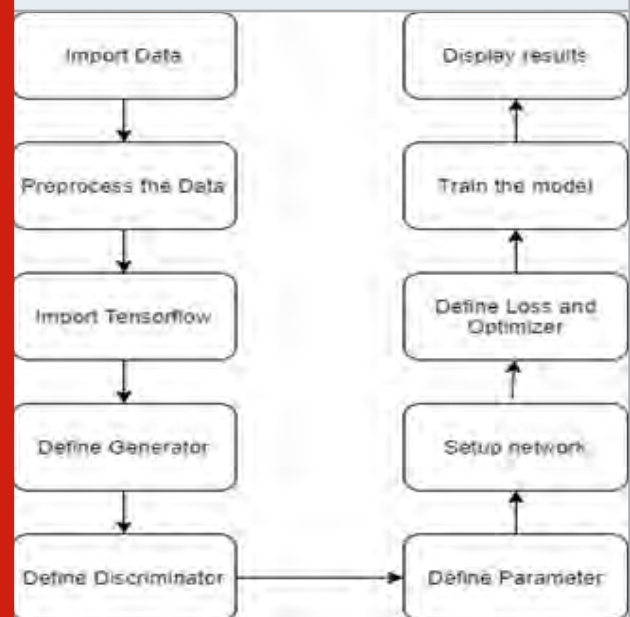 Import Data
Preprocess the Data
Import Tensorflow
Define Generator
Define Discriminator
Define Parameter
Setup network
Define Loss and
Optimizer
Train the model
Display results